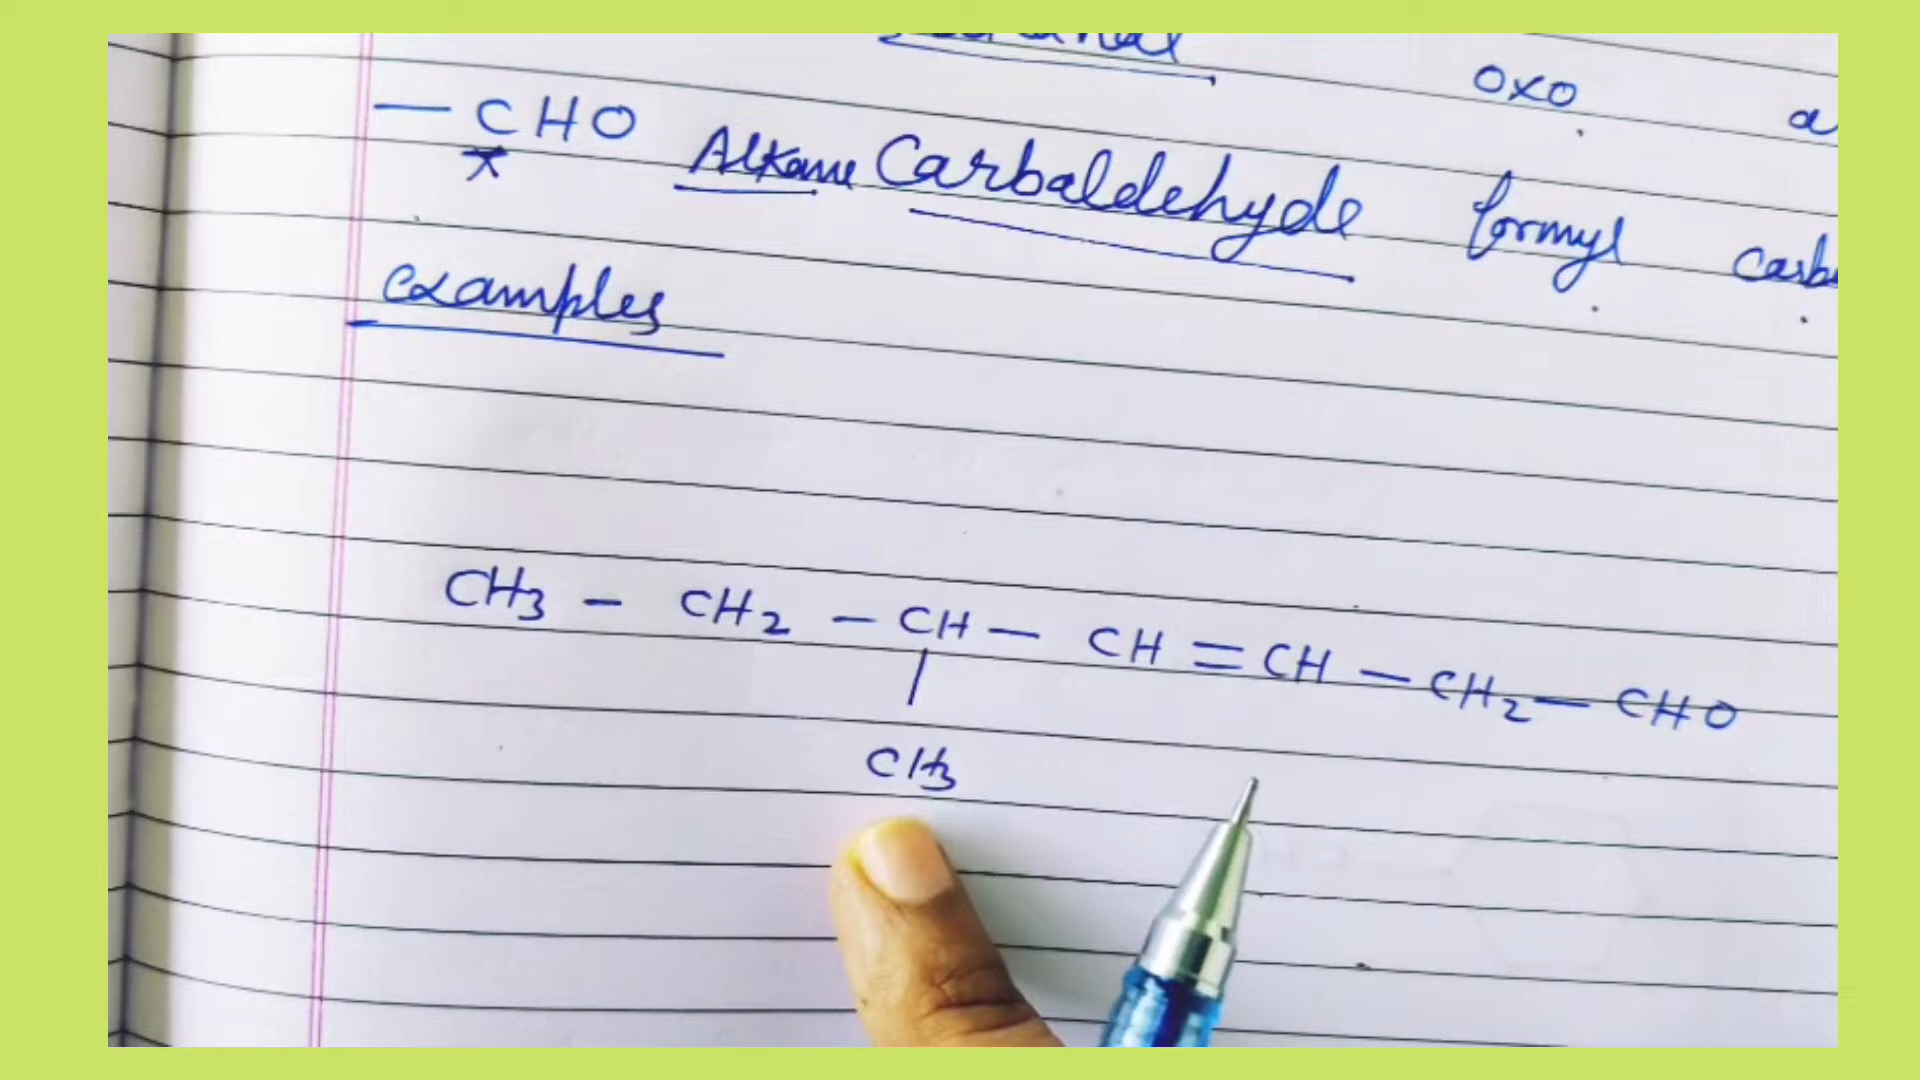 oxo
— CHO Alkane Carbaldehyde formyl
examples
CH3 – CH2 – CH – CH = CH – CH2 – CHO
|
CH3